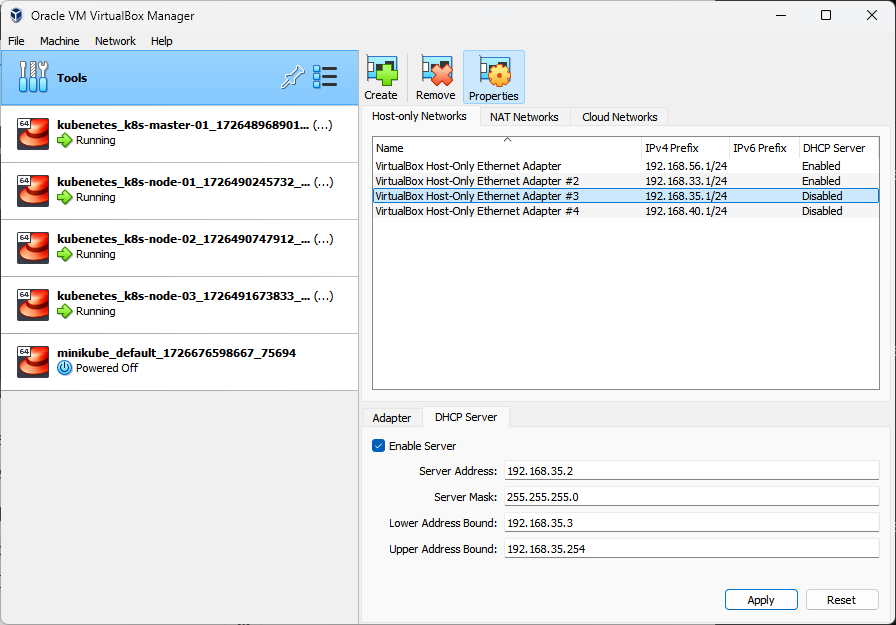 Oracle VM VirtualBox Manager
File Machine Network Help
Tools
Create Remove Properties
64
kubenetes_k8s-master-01_172648968901... (...)
Running
64
kubenetes_k8s-node-01_1726490245732_... (...)
Running
64
kubenetes_k8s-node-02_1726490747912_... (...)
Running
64
kubenetes_k8s-node-03_1726491673833_... (...)
Running
64
minikube_default_1726676598667_75694
Powered Off
Host-only Networks NAT Networks Cloud Networks
Name IPv4 Prefix IPv6 Prefix DHCP Server
VirtualBox Host-Only Ethernet Adapter 192.168.56.1/24 Enabled
VirtualBox Host-Only Ethernet Adapter #2 192.168.33.1/24 Enabled
VirtualBox Host-Only Ethernet Adapter #3 192.168.35.1/24 Disabled
VirtualBox Host-Only Ethernet Adapter #4 192.168.40.1/24 Disabled
Adapter DHCP Server
Enable Server
Server Address: 192.168.35.2
Server Mask: 255.255.255.0
Lower Address Bound: 192.168.35.3
Upper Address Bound: 192.168.35.254
Apply Reset